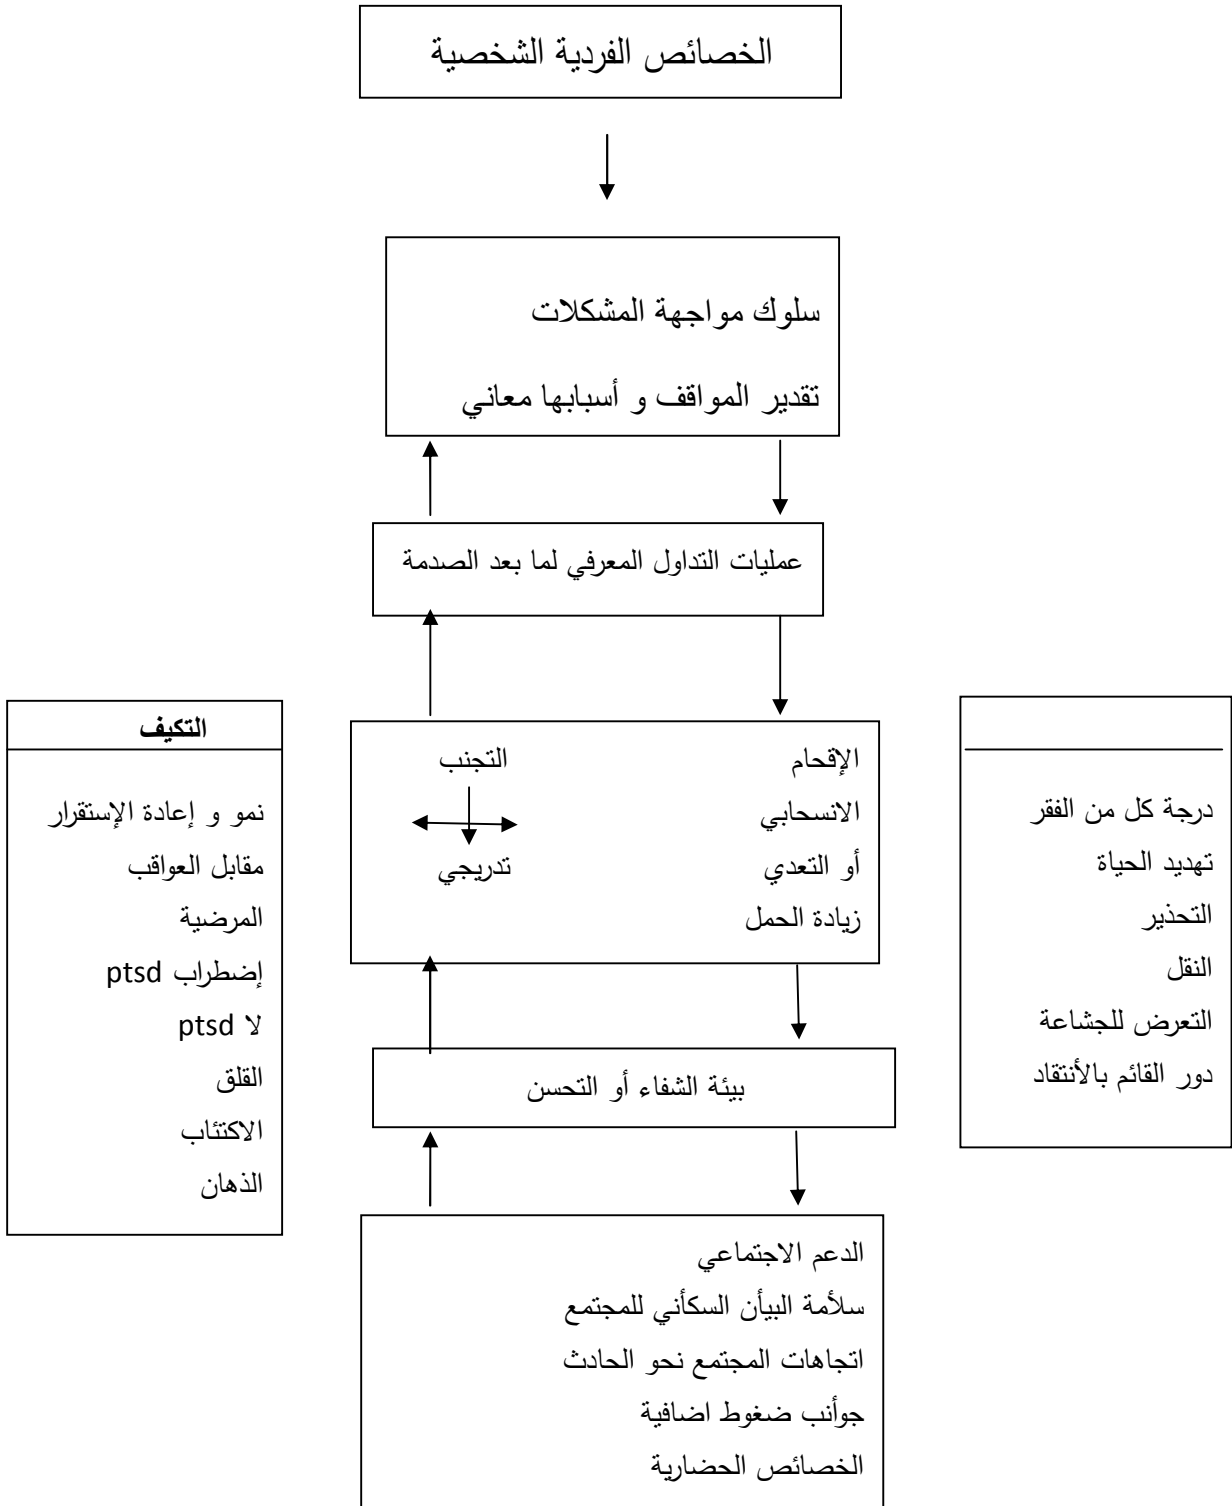 الخصائص الفردية الشخصية
سلوك مواجهة المشكلات
تقدير المواقف و أسبابها معاني
عمليات التداول المعرفي لما بعد الصدمة
الإقحام
الانسحابي
أو التعدي
زيادة الحمل
التجنب
تدريجي
درجة كل من الفقر
تهديد الحياة
التحذير
النقل
التعرض للجشاعة
دور القائم بالأنتقاد
التكيف
نمو و إعادة الإستقرار
مقابل العواقب
المرضية
إضطراب ptsd
لا ptsd
القلق
الاكتئاب
الذهان
بيئة الشفاء أو التحسن
الدعم الاجتماعي
سلأمة البيأن السكأني للمجتمع
اتجاهات المجتمع نحو الحادث
جوأنب ضغوط اضافية
الخصائص الحضارية